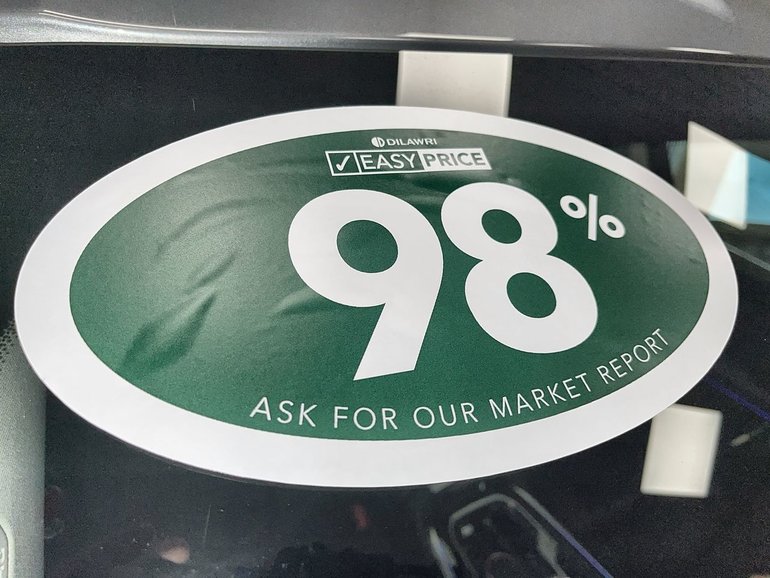 DILAWRI
✓ EASY PRICE
98%
ASK FOR OUR MARKET REPORT